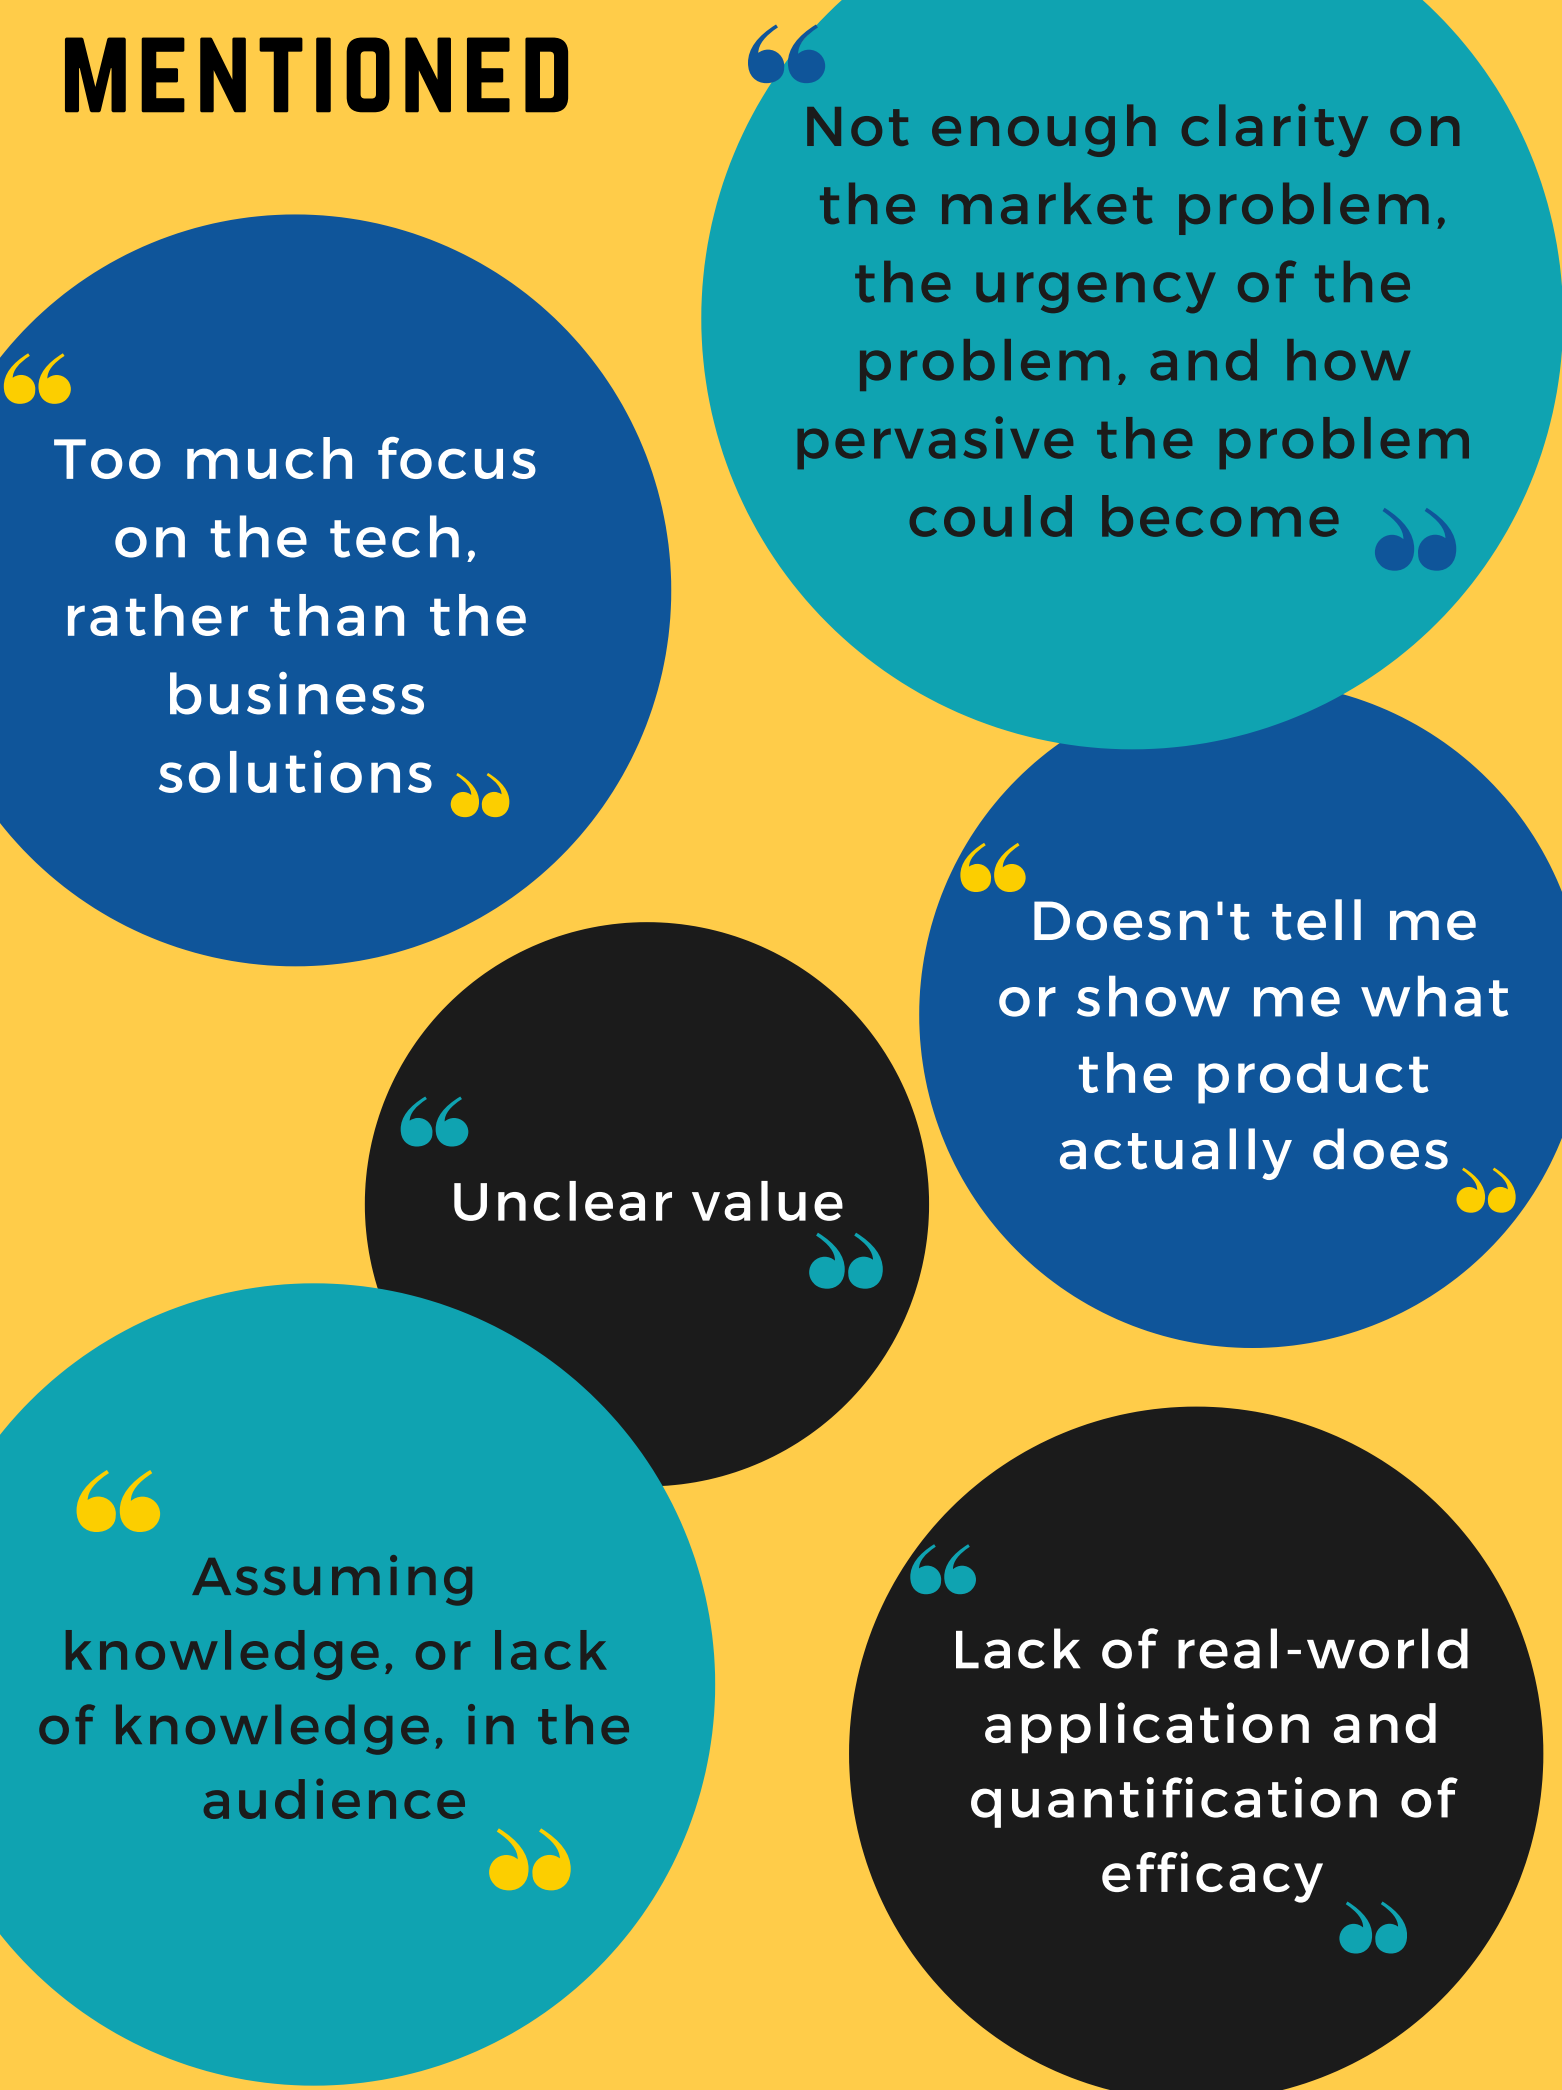 MENTIONED
“
Not enough clarity on
the market problem,
the urgency of the
problem, and how
pervasive the problem
could become ”
“
Too much focus
on the tech,
rather than the
business
solutions ”
“
Doesn't tell me
or show me what
the product
actually does ”
“
Unclear value
”
“
Assuming
knowledge, or lack
of knowledge, in the
audience
”
“
Lack of real-world
application and
quantification of
efficacy
”